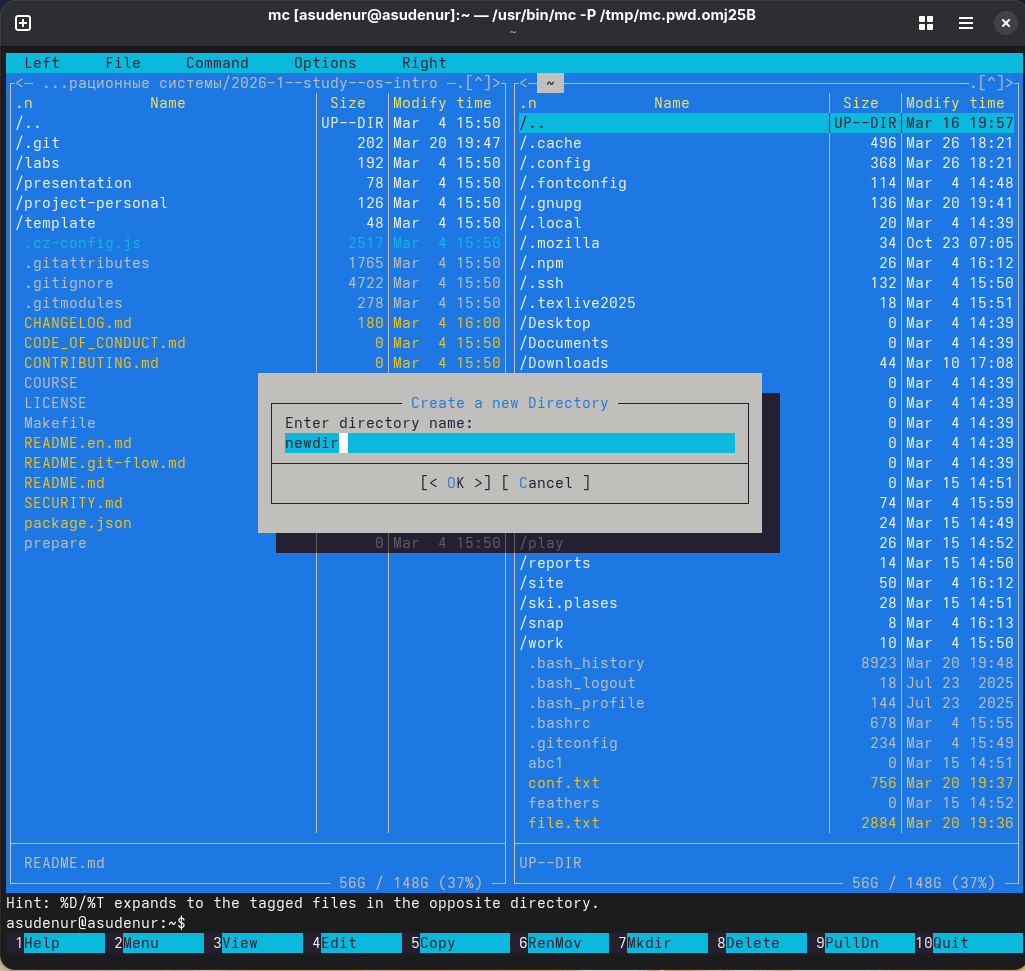 mc [asudenur@asudenur]:~ — /usr/bin/mc -P /tmp/mc.pwd.omj25B
~
Left File Command Options Right
<─ ...рационные системы/2026-1--study--os-intro ─.[^]> <─ ~ .[^]>
.n Name Size Modify time .n Name Size Modify time
/.. UP--DIR Mar 4 15:50 /.. UP--DIR Mar 16 19:57
/.git 202 Mar 20 19:47 /.cache 496 Mar 26 18:21
/labs 192 Mar 4 15:50 /.config 368 Mar 26 18:21
/presentation 78 Mar 4 15:50 /.fontconfig 114 Mar 4 14:48
/project-personal 126 Mar 4 15:50 /.gnupg 136 Mar 20 19:41
/template 48 Mar 4 15:50 /.local 20 Mar 4 14:39
.cz-config.js 2517 Mar 4 15:50 /.mozilla 34 Oct 23 07:05
.gitattributes 1765 Mar 4 15:50 /.npm 26 Mar 4 16:12
.gitignore 4722 Mar 4 15:50 /.ssh 132 Mar 4 15:50
.gitmodules 278 Mar 4 15:50 /.texlive2025 18 Mar 4 15:51
CHANGELOG.md 180 Mar 4 16:00 /Desktop 0 Mar 4 14:39
CODE_OF_CONDUCT.md 0 Mar 4 15:50 /Documents 0 Mar 4 14:39
CONTRIBUTING.md 0 Mar 4 15:50 /Downloads 44 Mar 10 17:08
COURSE 0 Mar 4 14:39
LICENSE Create a new Directory 0 Mar 4 14:39
Makefile Enter directory name: 0 Mar 4 14:39
README.en.md newdir 0 Mar 4 14:39
README.git-flow.md 0 Mar 4 14:39
README.md [< OK >] [ Cancel ] 0 Mar 15 14:51
SECURITY.md 74 Mar 4 15:59
package.json 24 Mar 15 14:49
prepare 0 Mar 4 15:50 /play 26 Mar 15 14:52
/reports 14 Mar 15 14:50
/site 50 Mar 4 16:12
/ski.plases 28 Mar 15 14:51
/snap 8 Mar 4 16:13
/work 10 Mar 4 15:50
.bash_history 8923 Mar 20 19:48
.bash_logout 18 Jul 23 2025
.bash_profile 144 Jul 23 2025
.bashrc 678 Mar 4 15:55
.gitconfig 234 Mar 4 15:49
abc1 0 Mar 15 14:51
conf.txt 756 Mar 20 19:37
feathers 0 Mar 15 14:52
file.txt 2884 Mar 20 19:36
README.md UP--DIR
56G / 148G (37%) 56G / 148G (37%)
Hint: %D/%T expands to the tagged files in the opposite directory.
asudenur@asudenur:~$
1Help 2Menu 3View 4Edit 5Copy 6RenMov 7Mkdir 8Delete 9PullDn 10Quit